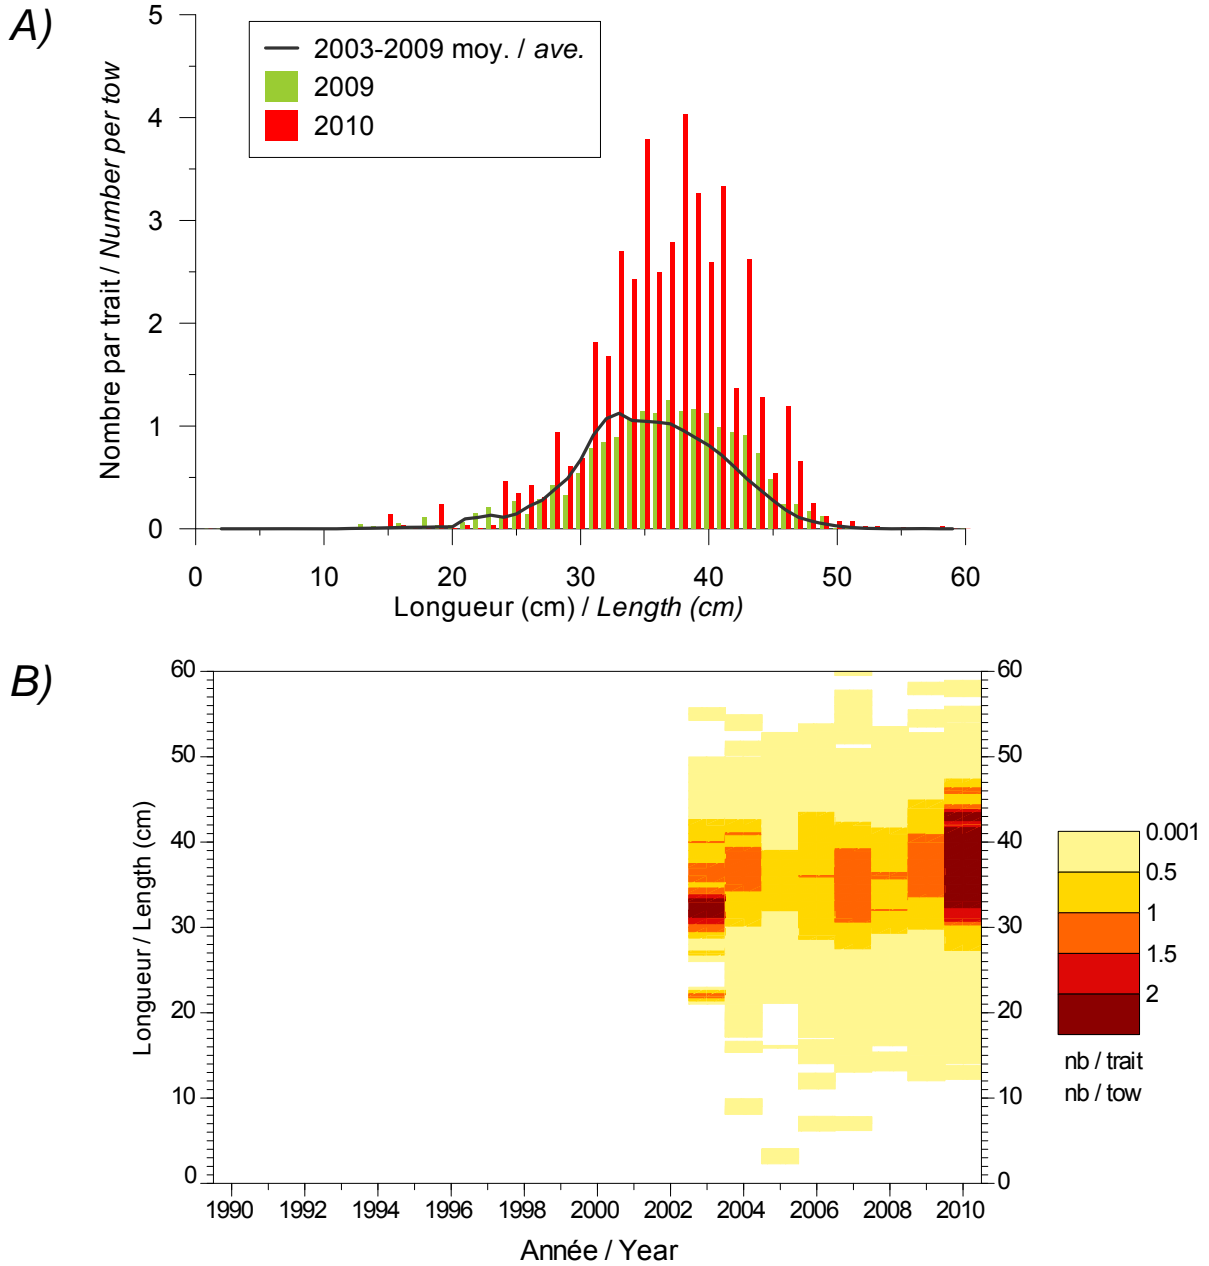 A)
5
4
3
2
1
0
Nombre par trait / Number per tow
2003-2009 moy. / ave.
2009
2010
0 10 20 30 40 50 60
Longueur (cm) / Length (cm)
B)
60 60
50 50
40 40
30 30
20 20
10 10
0 0
Longueur / Length (cm)
1990 1992 1994 1996 1998 2000 2002 2004 2006 2008 2010
Année / Year
0.001
0.5
1
1.5
2
nb / trait
nb / tow